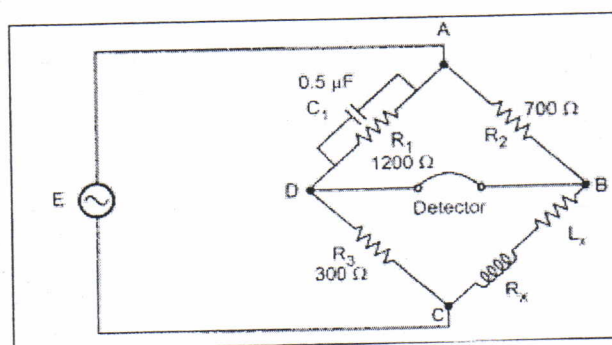 A
0.5 µF
C₁
R₁
1200 Ω
700 Ω
R₂
E
D
B
Detector
R₃
300 Ω
Lₓ
Rₓ
C